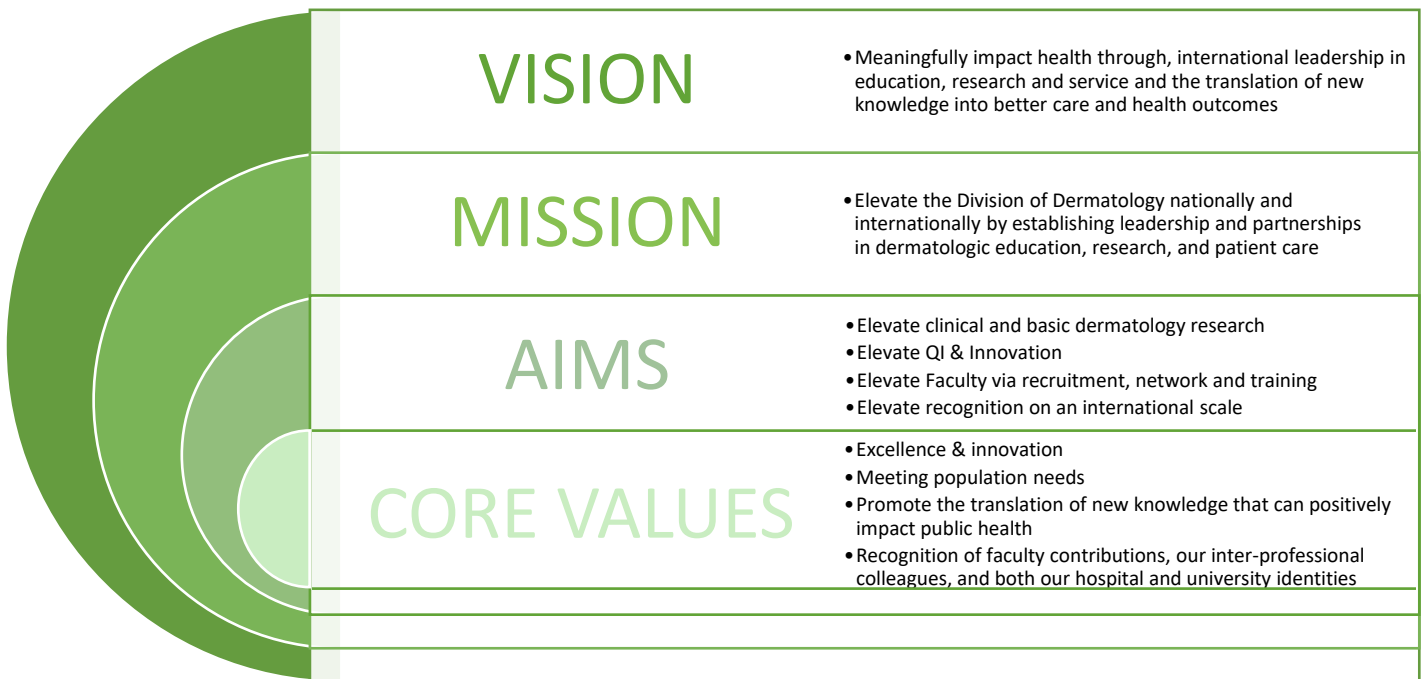 VISION
•Meaningfully impact health through, international leadership in
education, research and service and the translation of new
knowledge into better care and health outcomes
MISSION
•Elevate the Division of Dermatology nationally and
internationally by establishing leadership and partnerships
in dermatologic education, research, and patient care
AIMS
•Elevate clinical and basic dermatology research
•Elevate QI & Innovation
•Elevate Faculty via recruitment, network and training
•Elevate recognition on an international scale
CORE VALUES
•Excellence & innovation
•Meeting population needs
•Promote the translation of new knowledge that can positively
impact public health
•Recognition of faculty contributions, our inter-professional
colleagues, and both our hospital and university identities